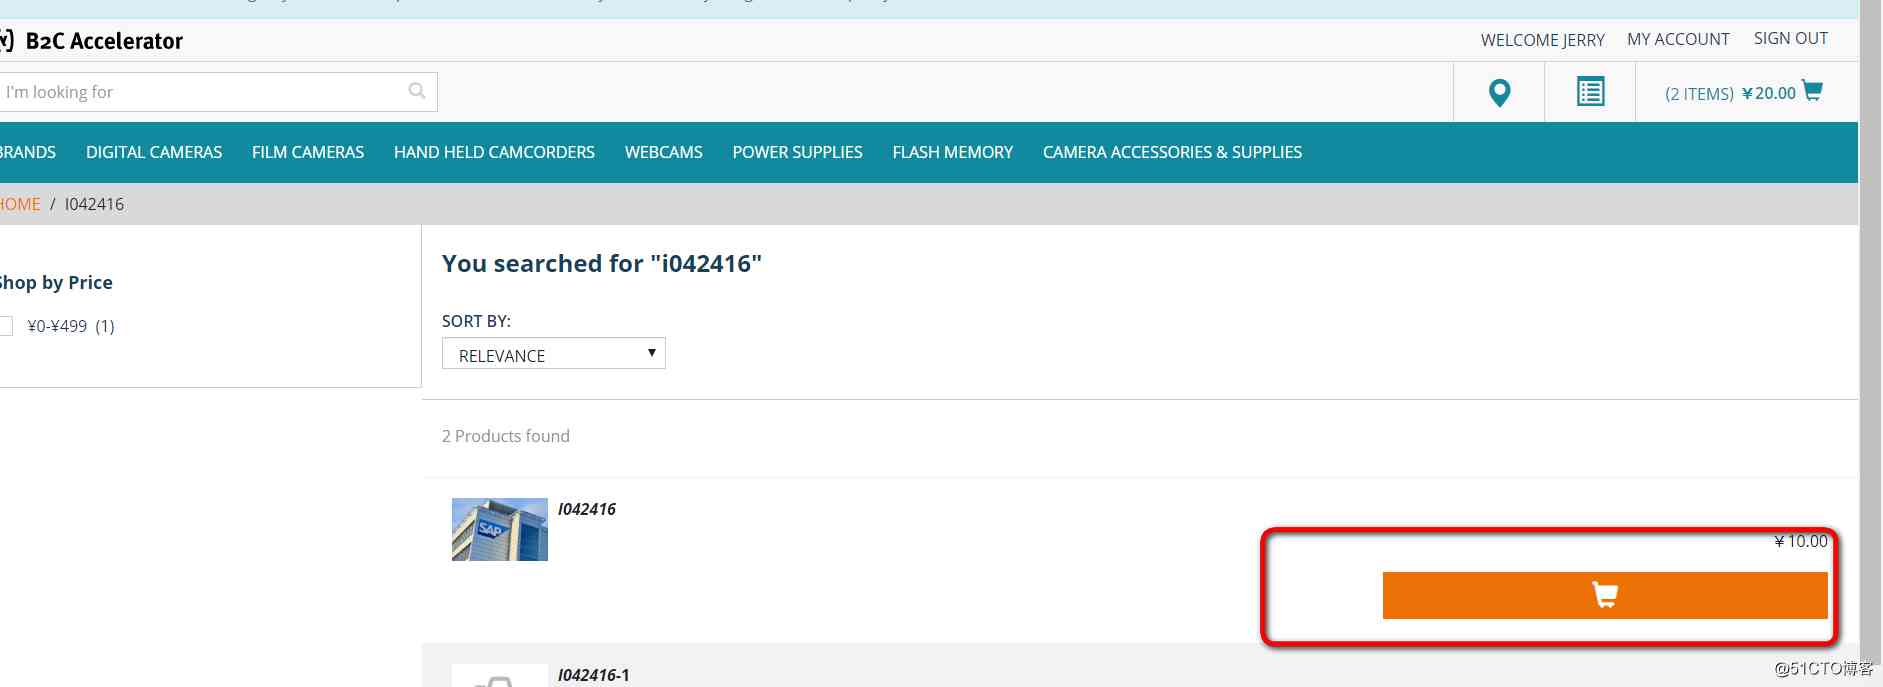 B2C Accelerator
WELCOME JERRY MY ACCOUNT SIGN OUT
I'm looking for
(2 ITEMS) ¥20.00
BRANDS DIGITAL CAMERAS FILM CAMERAS HAND HELD CAMCORDERS WEBCAMS POWER SUPPLIES FLASH MEMORY CAMERA ACCESSORIES & SUPPLIES
HOME / I042416
Shop by Price
¥0-¥499 (1)
You searched for "i042416"
SORT BY:
RELEVANCE
2 Products found
SAP
I042416
¥10.00
I042416-1
@51CTO博客